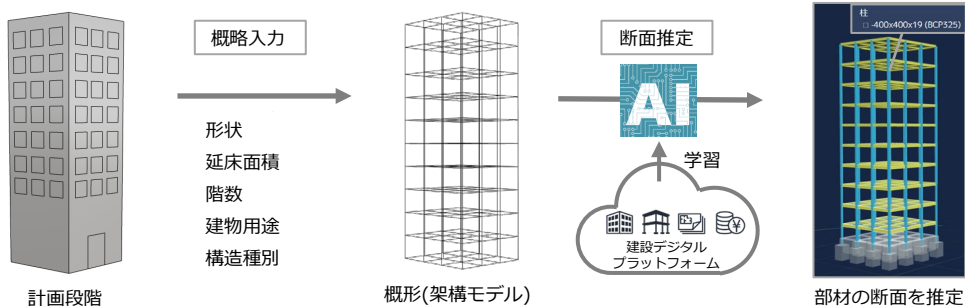 概略入力
形状
延床面積
階数
建物用途
構造種別
計画段階
概形(架構モデル)
断面推定
AI
学習
建設デジタル
プラットフォーム
柱
□ -400x400x19 (BCP325)
部材の断面を推定